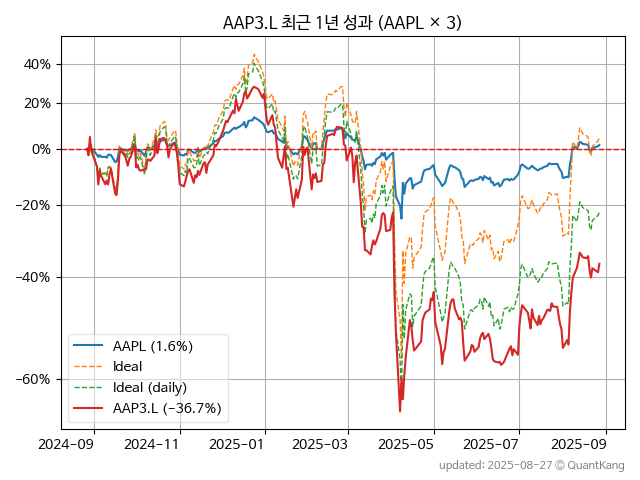 AAP3.L 최근 1년 성과 (AAPL × 3)
40%
20%
0%
−20%
−40%
−60%
AAPL (1.6%)
Ideal
Ideal (daily)
AAP3.L (−36.7%)
2024-09 2024-11 2025-01 2025-03 2025-05 2025-07 2025-09
updated: 2025-08-27 © QuantKang